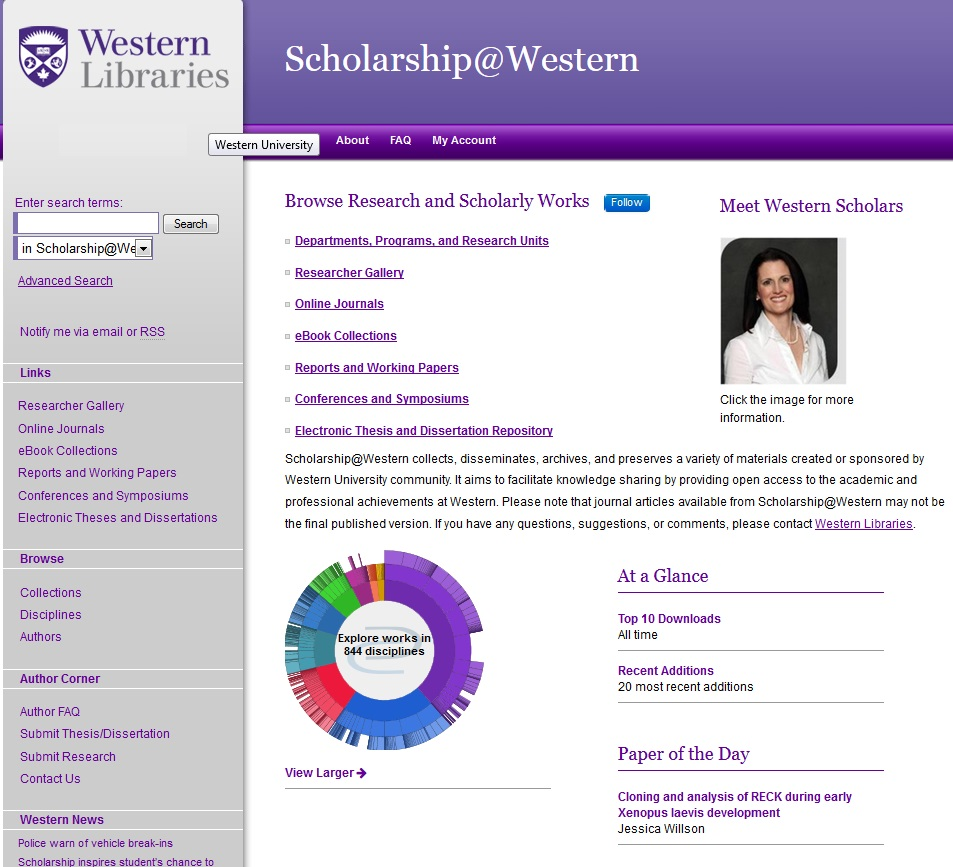 Western
Libraries
Scholarship@Western
Western University
About
FAQ
My Account
Enter search terms:
Search
in Scholarship@We
Advanced Search
Notify me via email or RSS
Links
Researcher Gallery
Online Journals
eBook Collections
Reports and Working Papers
Conferences and Symposiums
Electronic Theses and Dissertations
Browse
Collections
Disciplines
Authors
Author Corner
Author FAQ
Submit Thesis/Dissertation
Submit Research
Contact Us
Western News
Police warn of vehicle break-ins
Scholarship inspires student's chance to
Browse Research and Scholarly Works
Follow
Departments, Programs, and Research Units
Researcher Gallery
Online Journals
eBook Collections
Reports and Working Papers
Conferences and Symposiums
Electronic Thesis and Dissertation Repository
Meet Western Scholars
Click the image for more
information.
Scholarship@Western collects, disseminates, archives, and preserves a variety of materials created or sponsored by
Western University community. It aims to facilitate knowledge sharing by providing open access to the academic and
professional achievements at Western. Please note that journal articles available from Scholarship@Western may not be
the final published version. If you have any questions, suggestions, or comments, please contact Western Libraries.
Explore works in
844 disciplines
View Larger
At a Glance
Top 10 Downloads
All time
Recent Additions
20 most recent additions
Paper of the Day
Cloning and analysis of RECK during early
Xenopus laevis development
Jessica Willson